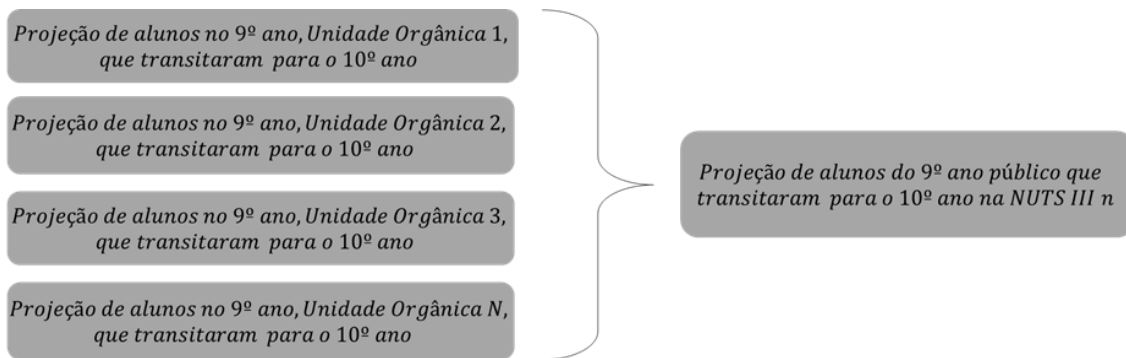 Projeção de alunos no 9º ano, Unidade Orgânica 1,
que transitaram para o 10º ano
Projeção de alunos no 9º ano, Unidade Orgânica 2,
que transitaram para o 10º ano
Projeção de alunos no 9º ano, Unidade Orgânica 3,
que transitaram para o 10º ano
Projeção de alunos no 9º ano, Unidade Orgânica N,
que transitaram para o 10º ano
Projeção de alunos do 9º ano público que
transitaram para o 10º ano na NUTS III n